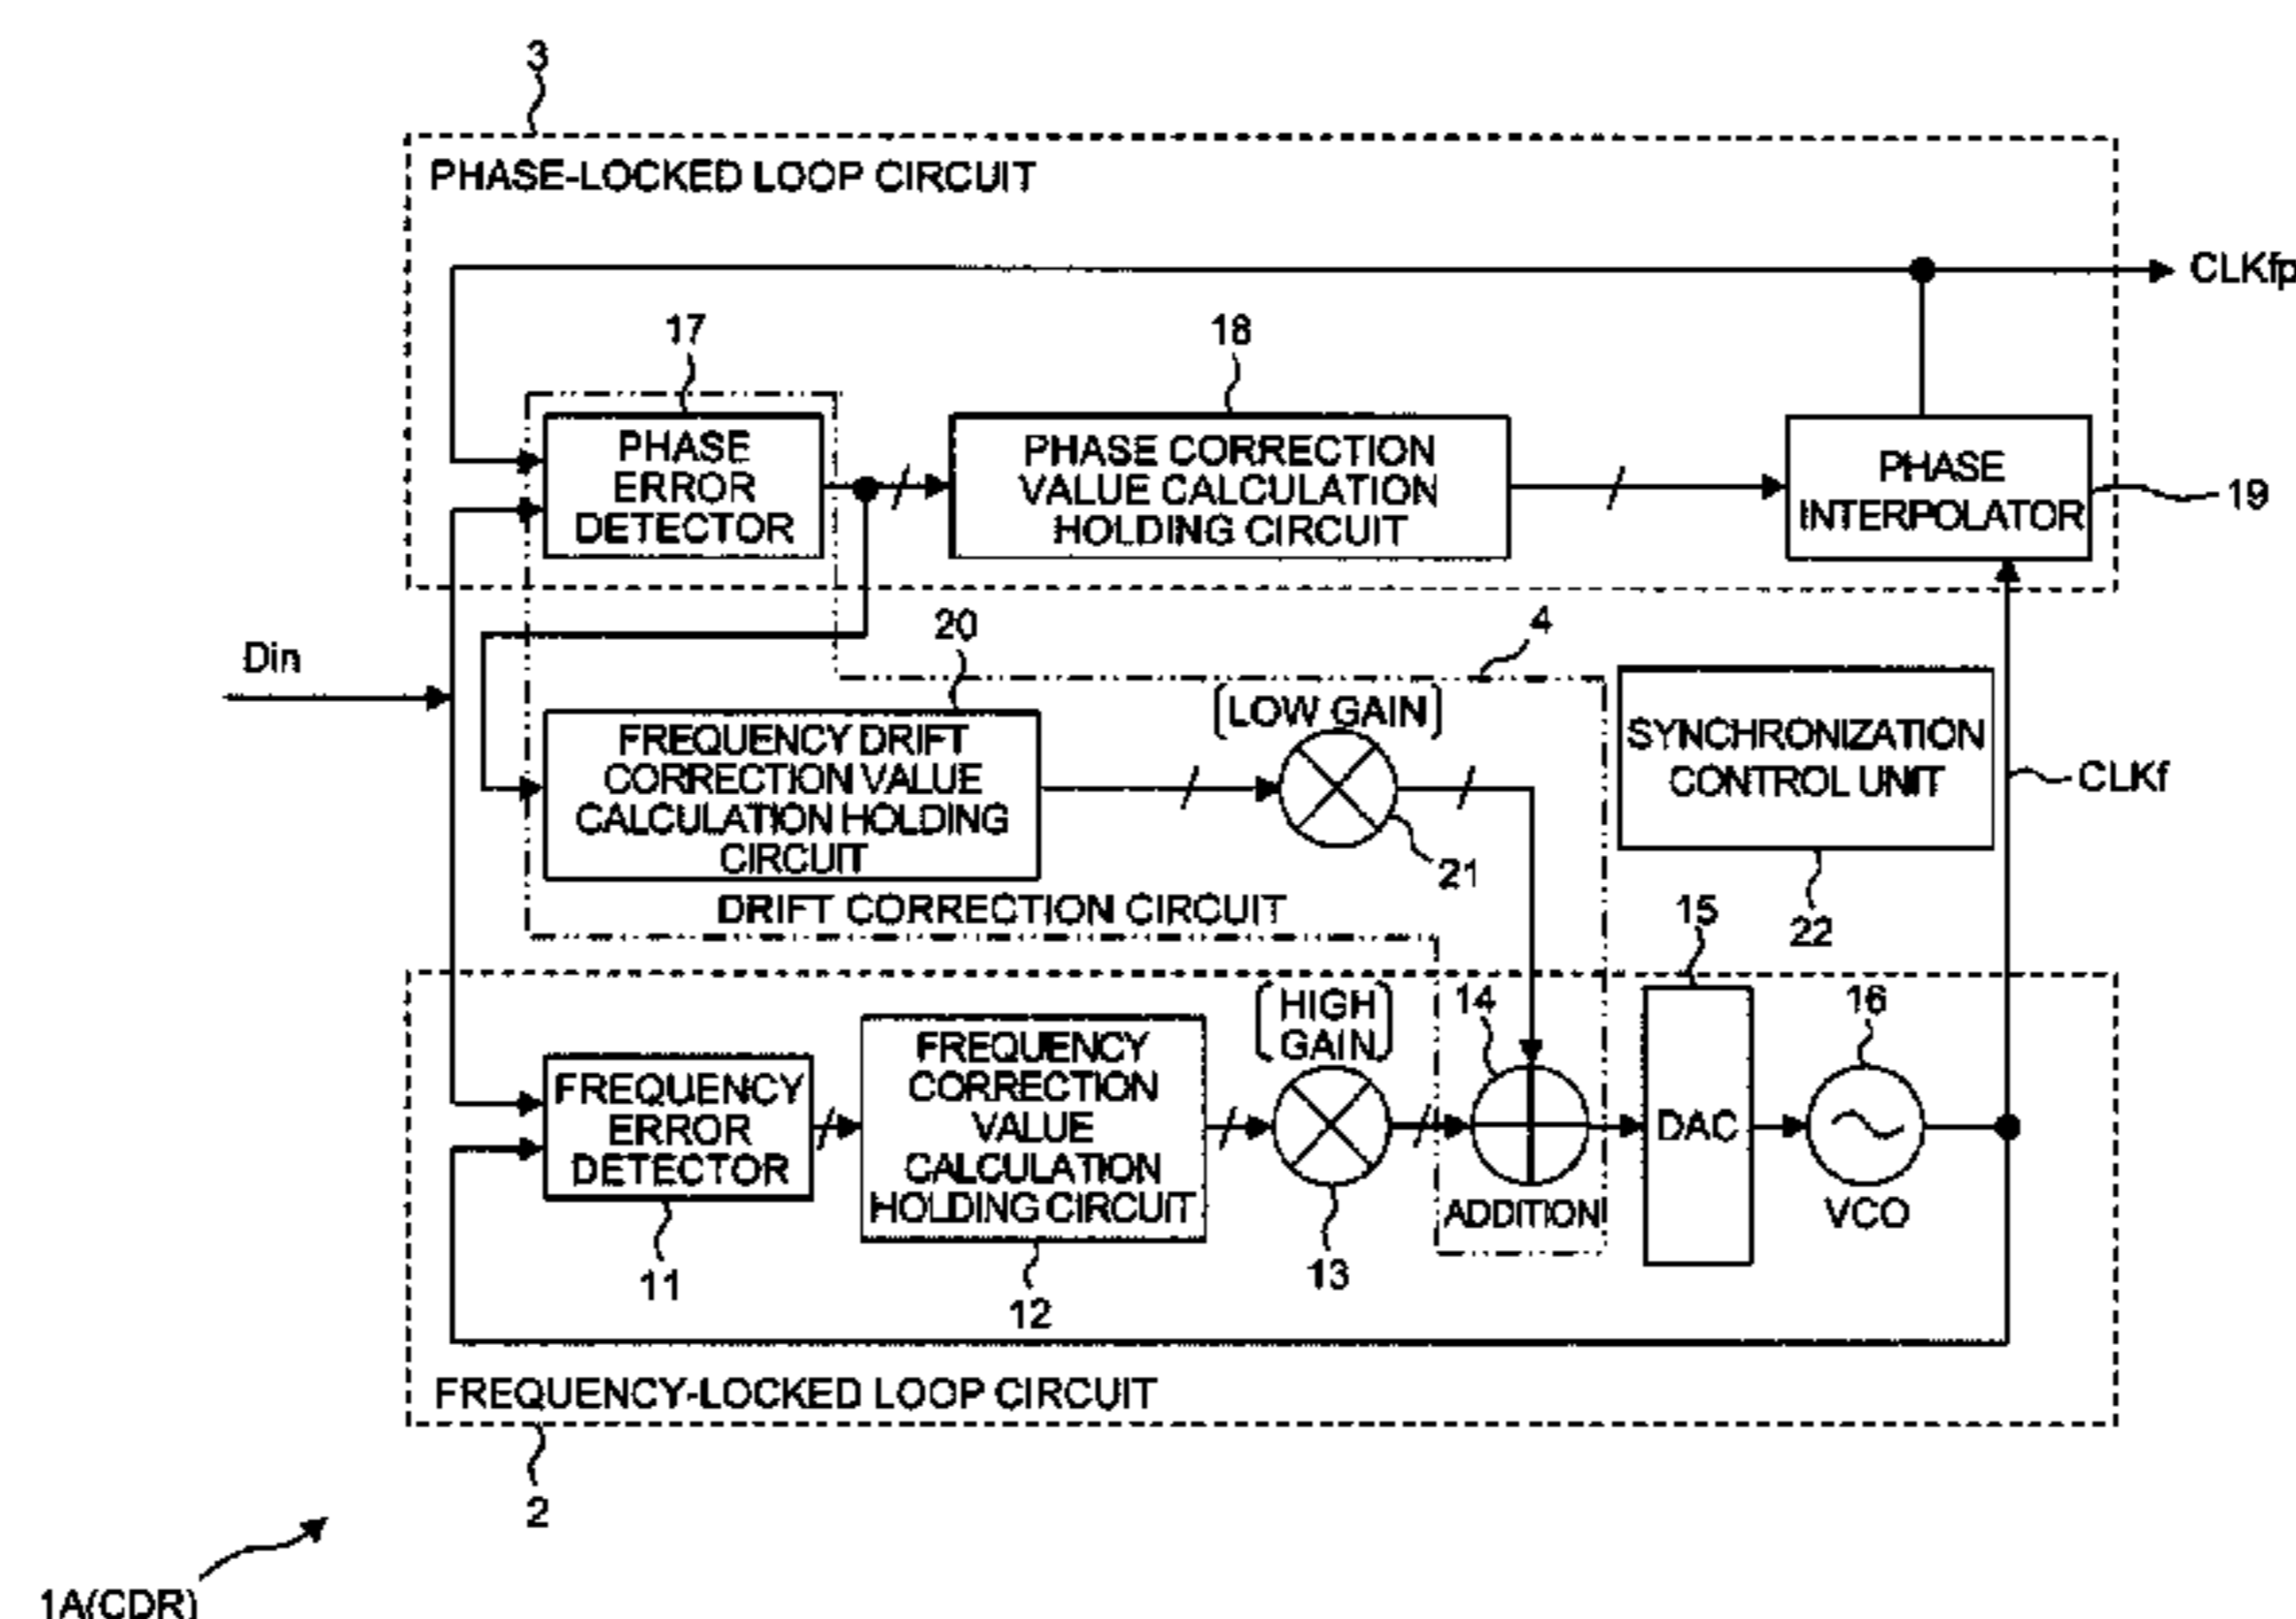 3
PHASE-LOCKED LOOP CIRCUIT
CLKfp
17
18
PHASE
ERROR
DETECTOR
PHASE CORRECTION
VALUE CALCULATION
HOLDING CIRCUIT
PHASE
INTERPOLATOR
19
Din
20
4
[LOW GAIN]
FREQUENCY DRIFT
CORRECTION VALUE
CALCULATION HOLDING
CIRCUIT
21
SYNCHRONIZATION
CONTROL UNIT
CLKf
22
DRIFT CORRECTION CIRCUIT
15
[HIGH
GAIN]
14
16
FREQUENCY
ERROR
DETECTOR
FREQUENCY
CORRECTION
VALUE
CALCULATION
HOLDING CIRCUIT
DAC
ADDITION
VCO
11
12
13
FREQUENCY-LOCKED LOOP CIRCUIT
2
1A(CDR)